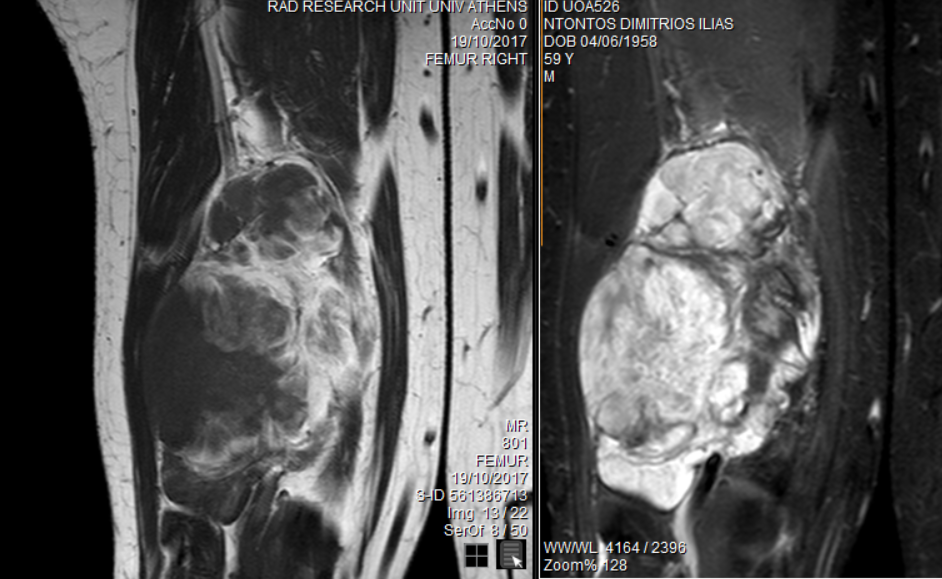 RAD RESEARCH UNIT UNIV ATHENS
AccNo 0
19/10/2017
FEMUR RIGHT
MR
801
FEMUR
19/10/2017
S-ID 561386713
Img 13 / 22
SerOf 8 / 50
ID UOA526
NTONTOS DIMITRIOS ILIAS
DOB 04/06/1958
59 Y
M
WW/WL: 4164 / 2396
Zoom% 128